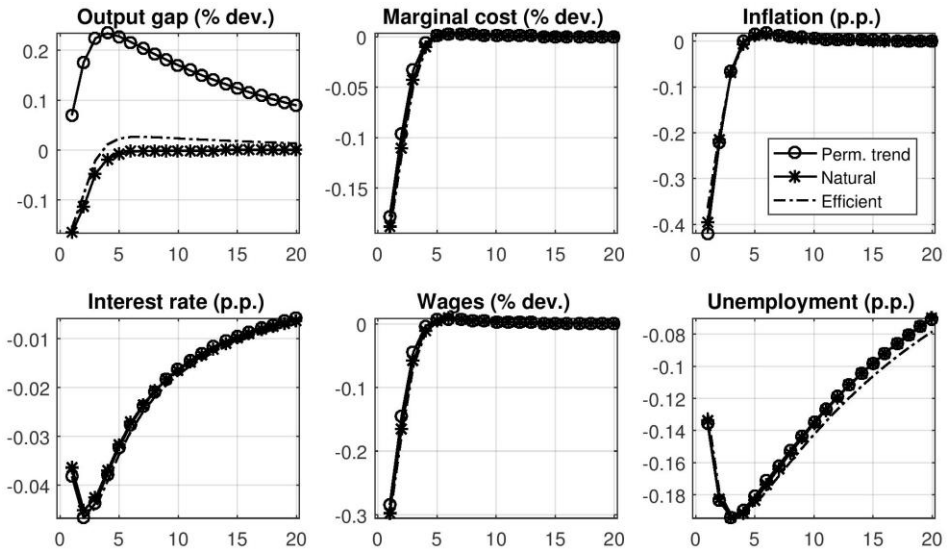 Output gap (% dev.)
0.2
0.1
0
-0.1
0 5 10 15 20
Marginal cost (% dev.)
0
-0.05
-0.1
-0.15
0 5 10 15 20
Inflation (p.p.)
0
-0.1
-0.2
-0.3
-0.4
Perm. trend
Natural
Efficient
0 5 10 15 20
Interest rate (p.p.)
-0.01
-0.02
-0.03
-0.04
0 5 10 15 20
Wages (% dev.)
0
-0.1
-0.2
-0.3
0 5 10 15 20
Unemployment (p.p.)
-0.08
-0.1
-0.12
-0.14
-0.16
-0.18
0 5 10 15 20